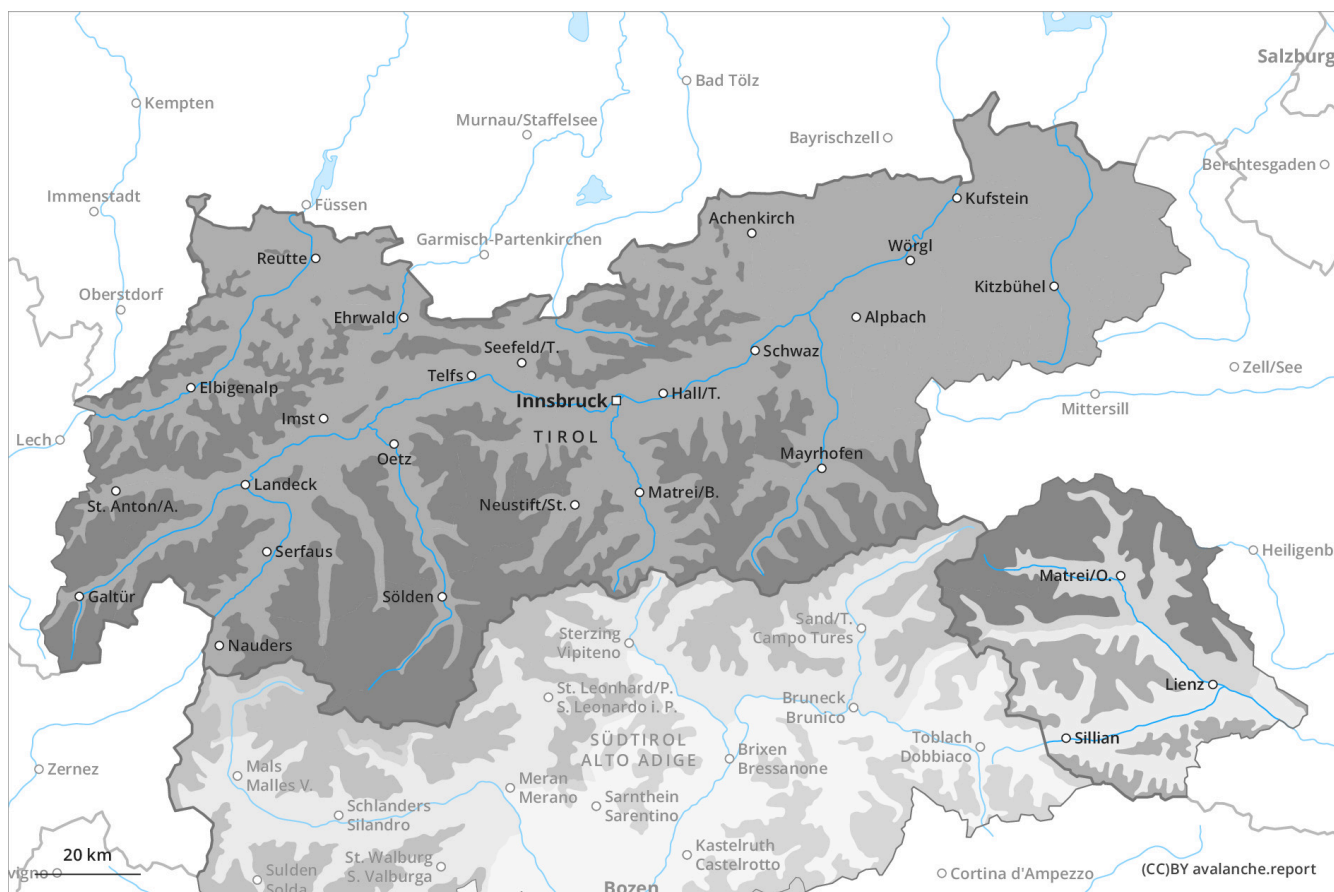 Salzburg
Bad Tölz
Kempten
Murnau/Staffelsee
Bayrischzell
Berchtesgaden
Immenstadt
Füssen
Kufstein
Achenkirch
Garmisch-Partenkirchen
Wörgl
Reutte
Kitzbühel
Oberstdorf
Ehrwald
Alpbach
Seefeld/T.
Schwaz
Zell/See
Telfs
Elbigenalp
Hall/T.
Innsbruck
Mittersill
Imst
Lech
TIROL
Oetz
Mayrhofen
Landeck
Matrei/B.
St. Anton/A.
Neustift/St.
Serfaus
Heiligenb
Matrei/O.
Galtür
Sölden
Sand/T.
Campo Tures
Sterzing
Vipiteno
Nauders
Lienz
St. Leonhard/P.
S. Leonardo i. P.
Bruneck
Brunico
Sillian
SÜDTIROL
ALTO ADIGE
Toblach
Dobbiaco
Brixen
Bressanone
Zernez
Mals
Malles V.
Meran
Merano
Sarnthein
Sarentino
Schlanders
Silandro
Kastelruth
Castelrotto
20 km
St. Walburg
S. Valburga
vigno
Sulden
Solda
Bozen
Cortina d'Ampezzo
(CC)BY avalanche.report